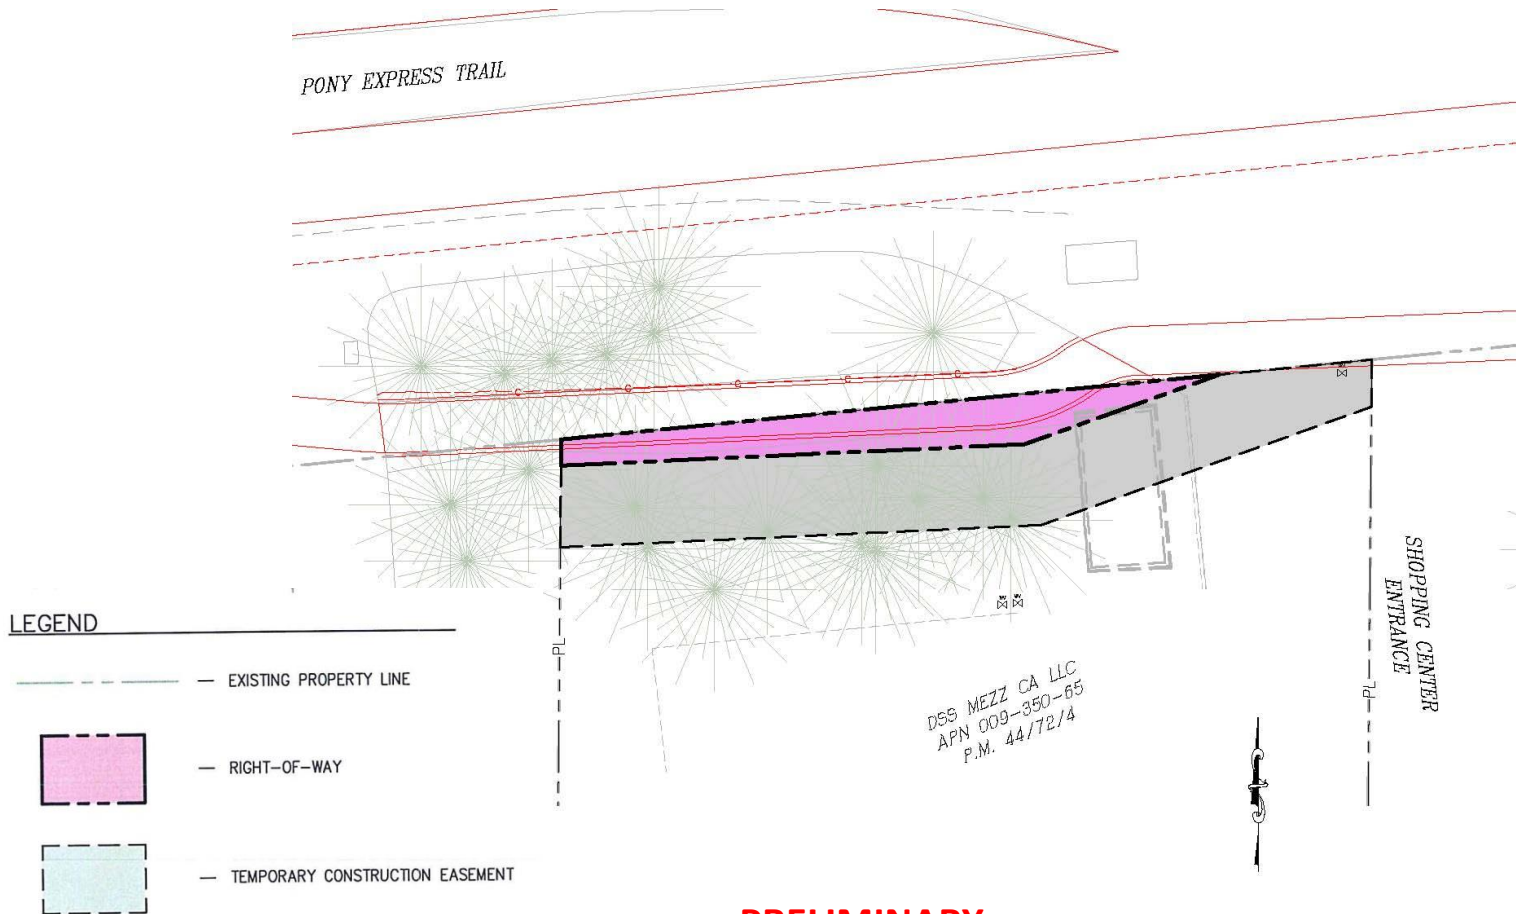 PONY EXPRESS TRAIL
C C C C C
W
PL
W W
SHOPPING CENTER
ENTRANCE
LEGEND
— EXISTING PROPERTY LINE
— RIGHT-OF-WAY
— TEMPORARY CONSTRUCTION EASEMENT
DSS MEZZ CA LLC
APN 009-350-65
P.M. 44/72/4
PL
PRELIMINARY